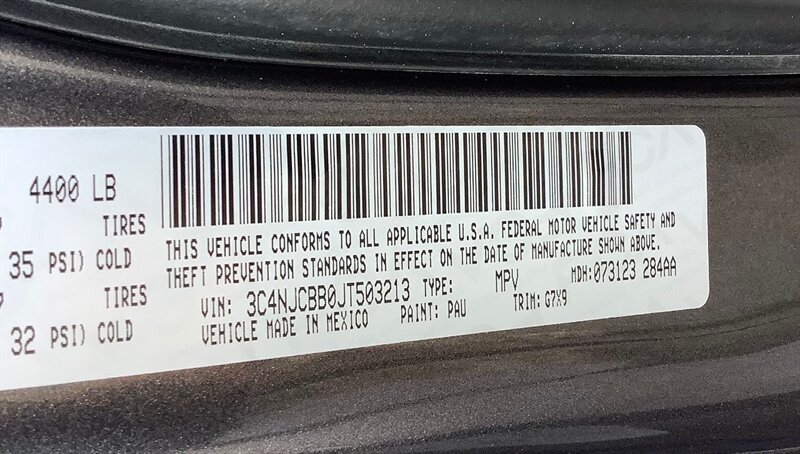 4400 LB
TIRES
35 PSI) COLD
TIRES
32 PSI) COLD
THIS VEHICLE CONFORMS TO ALL APPLICABLE U.S.A. FEDERAL MOTOR VEHICLE SAFETY AND
THEFT PREVENTION STANDARDS IN EFFECT ON THE DATE OF MANUFACTURE SHOWN ABOVE.
VIN: 3C4NJCBB0JT503213 TYPE: MPV MDH:073123 284AA
VEHICLE MADE IN MEXICO PAINT: PAU TRIM: G7X9